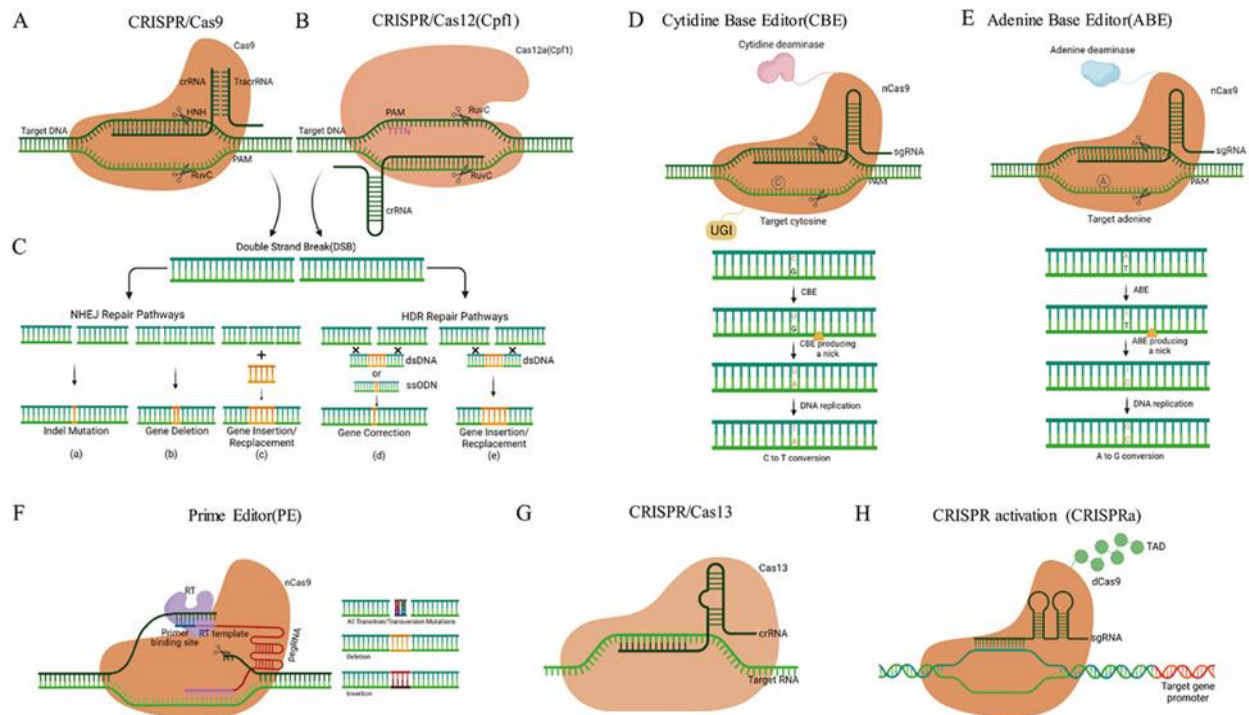 A
CRISPR/Cas9
Cas9
crRNA
TracrRNA
HNH
Target DNA
RuvC
PAM
B
CRISPR/Cas12(Cpf1)
Cas12a(Cpf1)
PAM
RuvC
TTTN
Target DNA
RuvC
crRNA
C
Double Strand Break(DSB)
NHEJ Repair Pathways
HDR Repair Pathways
+
dsDNA
or
ssODN
dsDNA
Indel Mutation
Gene Deletion
Gene Insertion/
Recplacement
Gene Correction
Gene Insertion/
Recplacement
(a)
(b)
(c)
(d)
(e)
D
Cytidine Base Editor(CBE)
Cytidine deaminase
nCas9
sgRNA
PAM
C
Target cytosine
UGI
G
CBE
G
CBE producing
a nick
A
DNA replication
A
C to T conversion
E
Adenine Base Editor(ABE)
Adenine deaminase
nCas9
sgRNA
PAM
A
Target adenine
A
T
ABE
T
ABE producing
a nick
DNA replication
A to G conversion
F
Prime Editor(PE)
nCas9
RT
Primer
binding site
RT template
pegRNA
All Transition/Transversion Mutations
Deletion
Insertion
G
CRISPR/Cas13
Cas13
crRNA
Target RNA
H
CRISPR activation (CRISPRa)
TAD
dCas9
sgRNA
Target gene
promoter